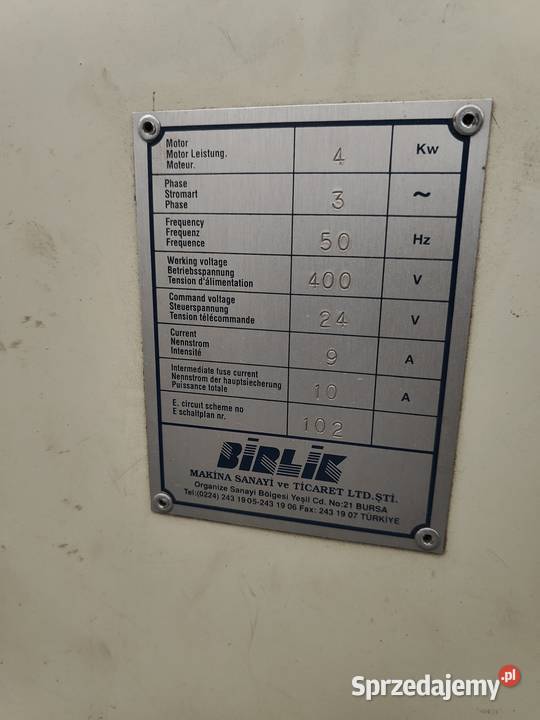 Motor
Motor Leistung.
Moteur.
4
Kw
Phase
Stromart
Phase
3
~
Frequency
Frequenz
Frequence
50
Hz
Working voltage
Betriebsspannung
Tension d'álimentation
400
V
Command voltage
Steuerspannung
Tension télécommande
24
V
Current
Nennstrom
Intensité
9
A
Intermediate fuse current
Nennstrom der hauptsiecherung
Puissance totale
10
A
E. circuit scheme no
E schaltplan nr.
102
BİRLİK
MAKİNA SANAYİ ve TİCARET LTD.ŞTİ.
Organize Sanayi Bölgesi Yeşil Cd. No:21 BURSA
Tel:(0224) 243 19 05-243 19 06 Fax: 243 19 07 TÜRKİYE
Sprzedajemy.pl